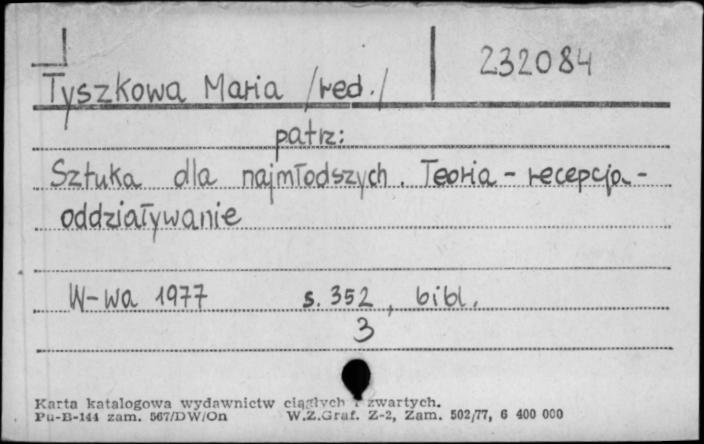 232084
Tyszkowa Maria /red./
patrz:
Sztuka dla najmłodszych. Teoria - recepcja -
oddziaływanie
W-wa 1977 s. 352, bibl.
3
Karta katalogowa wydawnictw ciągłych i zwartych.
Pu-B-144 zam. 567/DW/On W.Z.Graf. Z-2, Zam. 502/77, 6 400 000